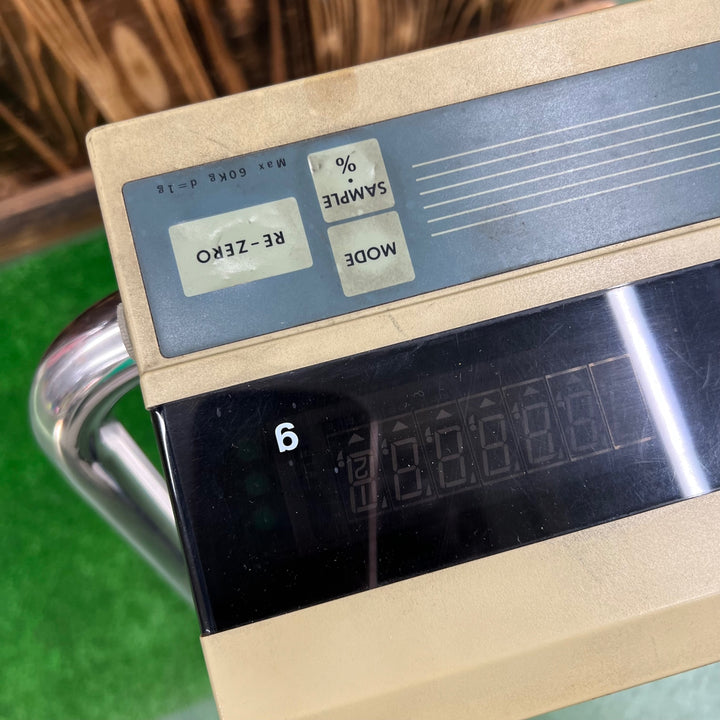 g
MODE
RE-ZERO
SAMPLE
%
Max 60Kg d=1g